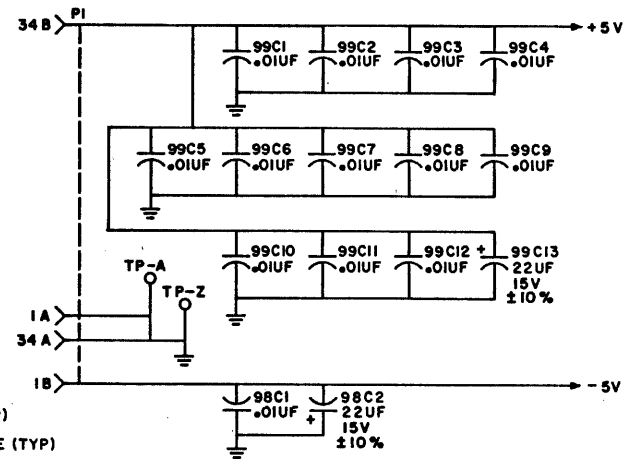 34B P1 +5V
99C1 99C2 99C3 99C4
.01UF .01UF .01UF .01UF
99C5 99C6 99C7 99C8 99C9
.01UF .01UF .01UF .01UF .01UF
99C10 99C11 99C12 + 99C13
.01UF .01UF .01UF 22UF
15V
±10%
TP-A
TP-Z
1A
34A
1B -5V
98C1 98C2
.01UF + 22UF
15V
±10%
)
E (TYP)